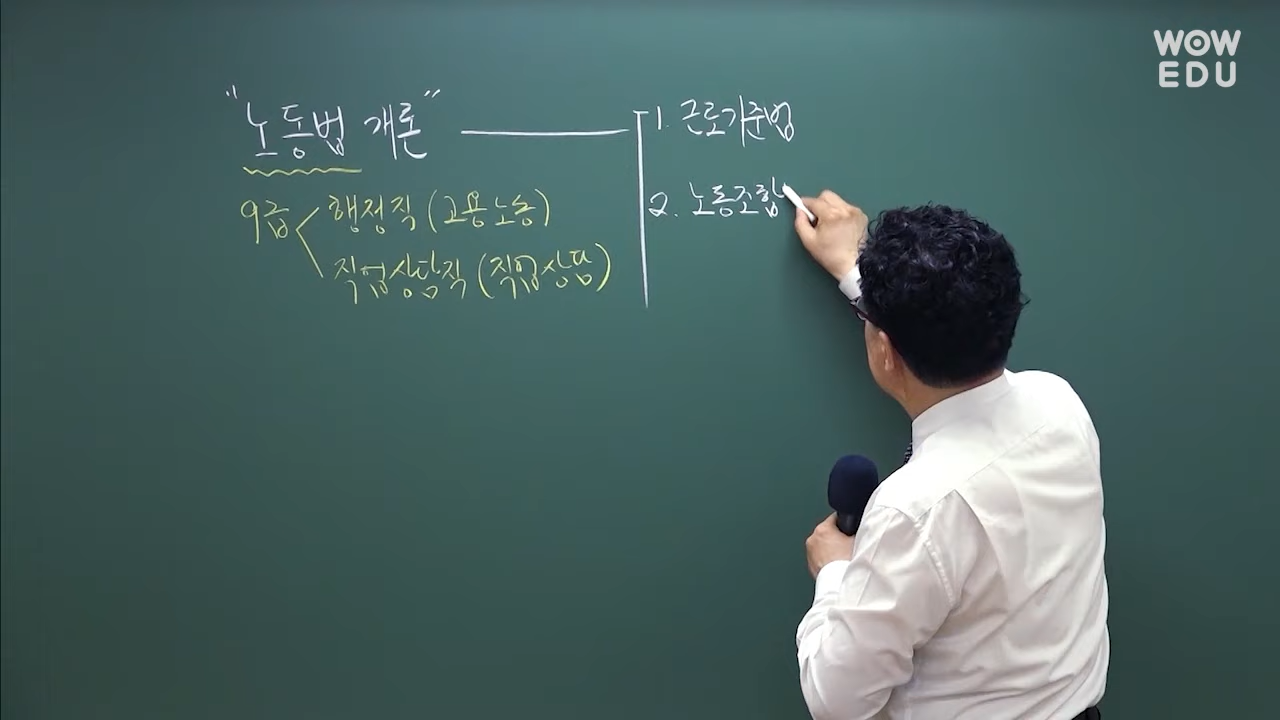 "노동법 개론"
9급
행정직 (고용노동)
직업상담직 (직업상담)
1. 근로기준법
2. 노동조합
WOW
EDU